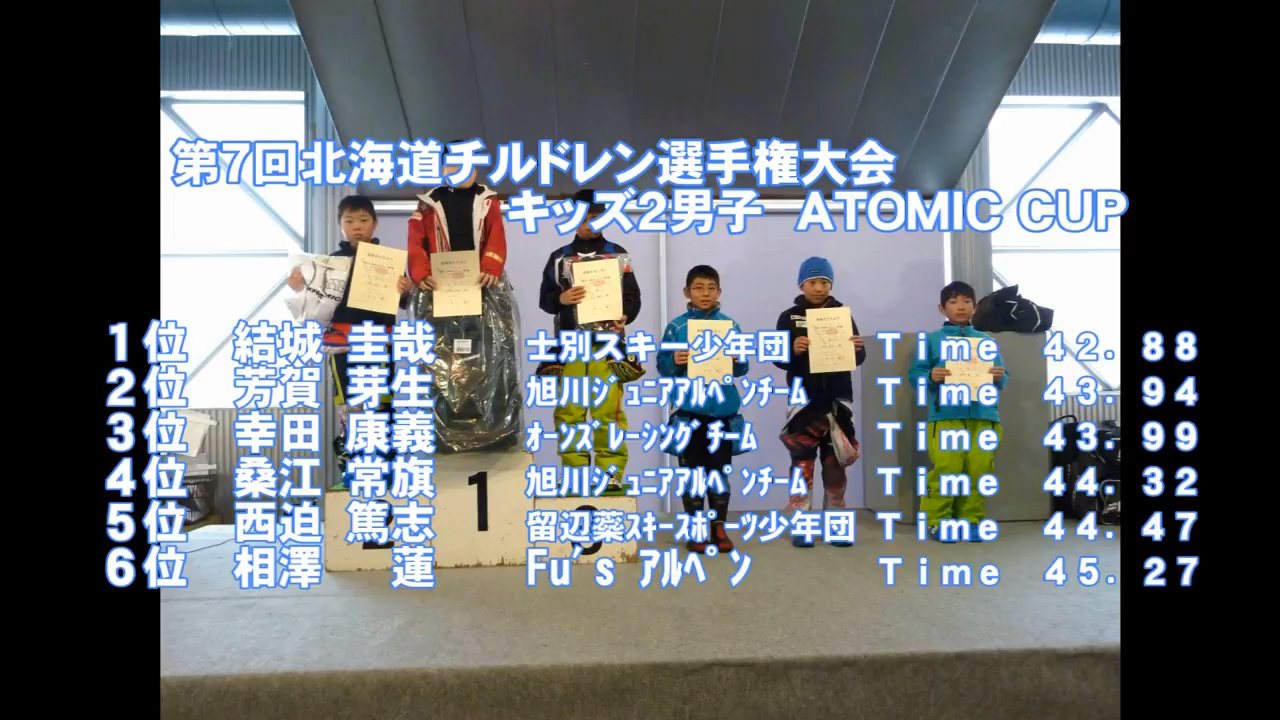 第7回北海道チルドレン選手権大会
キッズ2男子　ATOMIC CUP
１位　結城 圭哉　士別スキー少年団　Ｔｉｍｅ　４２．８８
２位　芳賀 芽生　旭川ｼﾞｭﾆｱｱﾙﾍﾟﾝﾁｰﾑ　Ｔｉｍｅ　４３．９４
３位　幸田 康義　ｵｰﾝｽﾞﾚｰｼﾝｸﾞﾁｰﾑ　Ｔｉｍｅ　４３．９９
４位　桑江 常旗　旭川ｼﾞｭﾆｱｱﾙﾍﾟﾝﾁｰﾑ　Ｔｉｍｅ　４４．３２
５位　西迫 篤志　留辺蘂ｽｷｰｽﾎﾟｰﾂ少年団　Ｔｉｍｅ　４４．４７
６位　相澤　蓮　Fu's ｱﾙﾍﾟﾝ　Ｔｉｍｅ　４５．２７
2 1 3